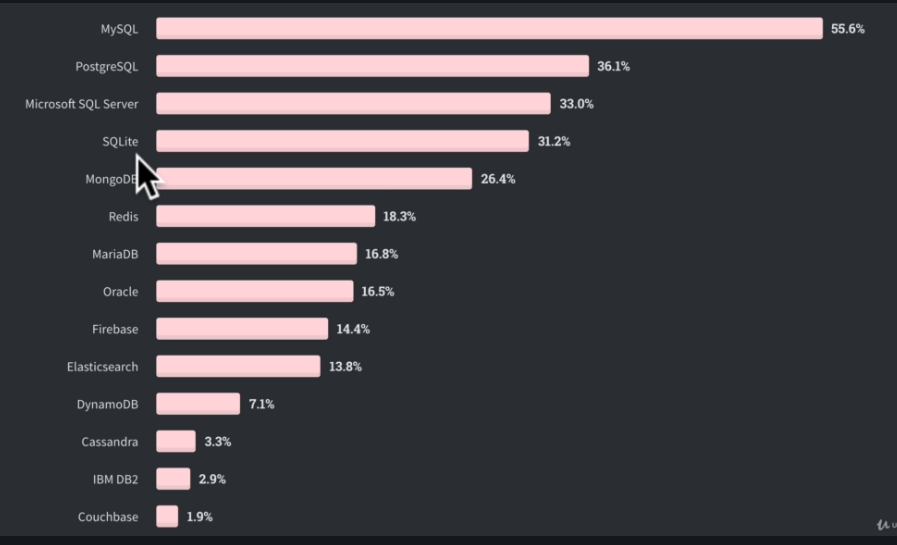 MySQL 55.6%
PostgreSQL 36.1%
Microsoft SQL Server 33.0%
SQLite 31.2%
MongoDB 26.4%
Redis 18.3%
MariaDB 16.8%
Oracle 16.5%
Firebase 14.4%
Elasticsearch 13.8%
DynamoDB 7.1%
Cassandra 3.3%
IBM DB2 2.9%
Couchbase 1.9%